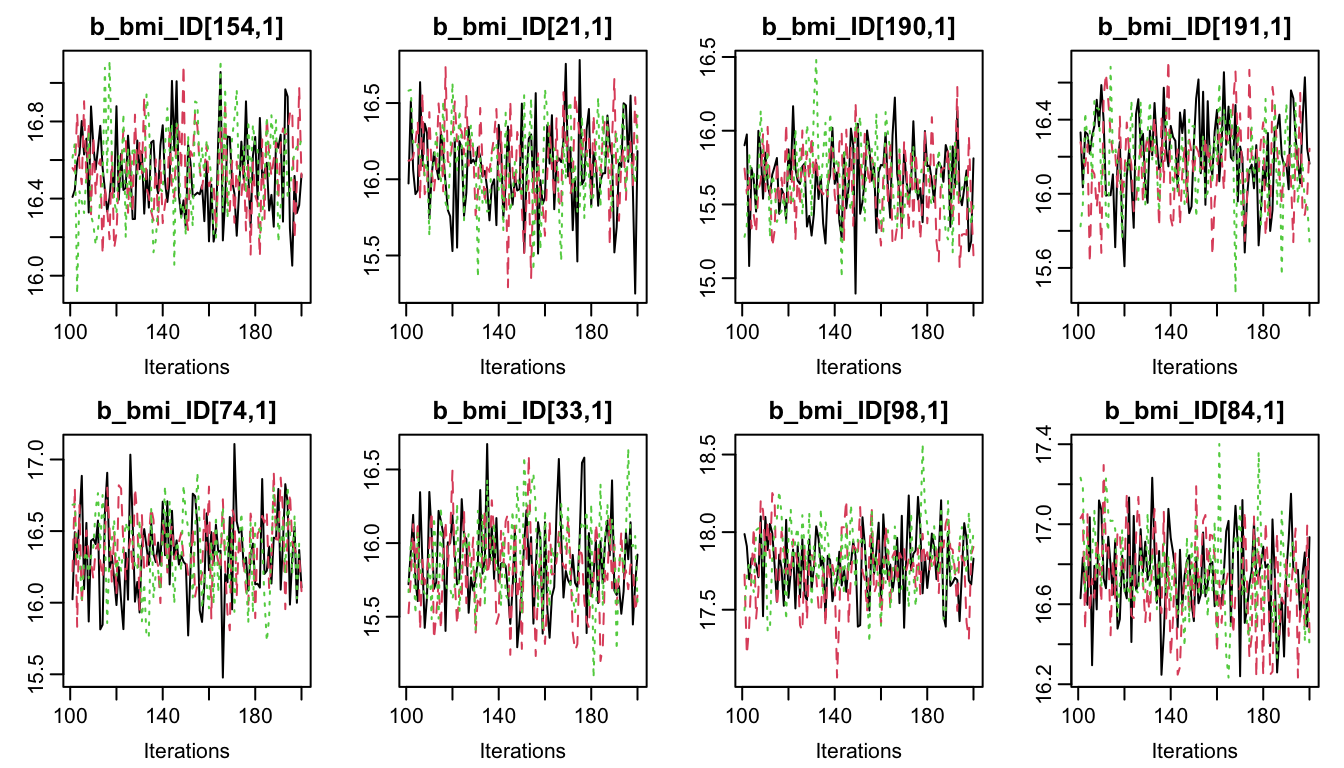 b_bmi_ID[154,1] b_bmi_ID[21,1] b_bmi_ID[190,1] b_bmi_ID[191,1]
16.0 16.4 16.8 15.5 16.0 16.5 15.0 15.5 16.0 16.5 15.6 16.0 16.4
100 140 180 100 140 180 100 140 180 100 140 180
Iterations Iterations Iterations Iterations
b_bmi_ID[74,1] b_bmi_ID[33,1] b_bmi_ID[98,1] b_bmi_ID[84,1]
15.5 16.0 16.5 17.0 15.5 16.0 16.5 17.5 18.0 18.5 16.2 16.6 17.0 17.4
100 140 180 100 140 180 100 140 180 100 140 180
Iterations Iterations Iterations Iterations